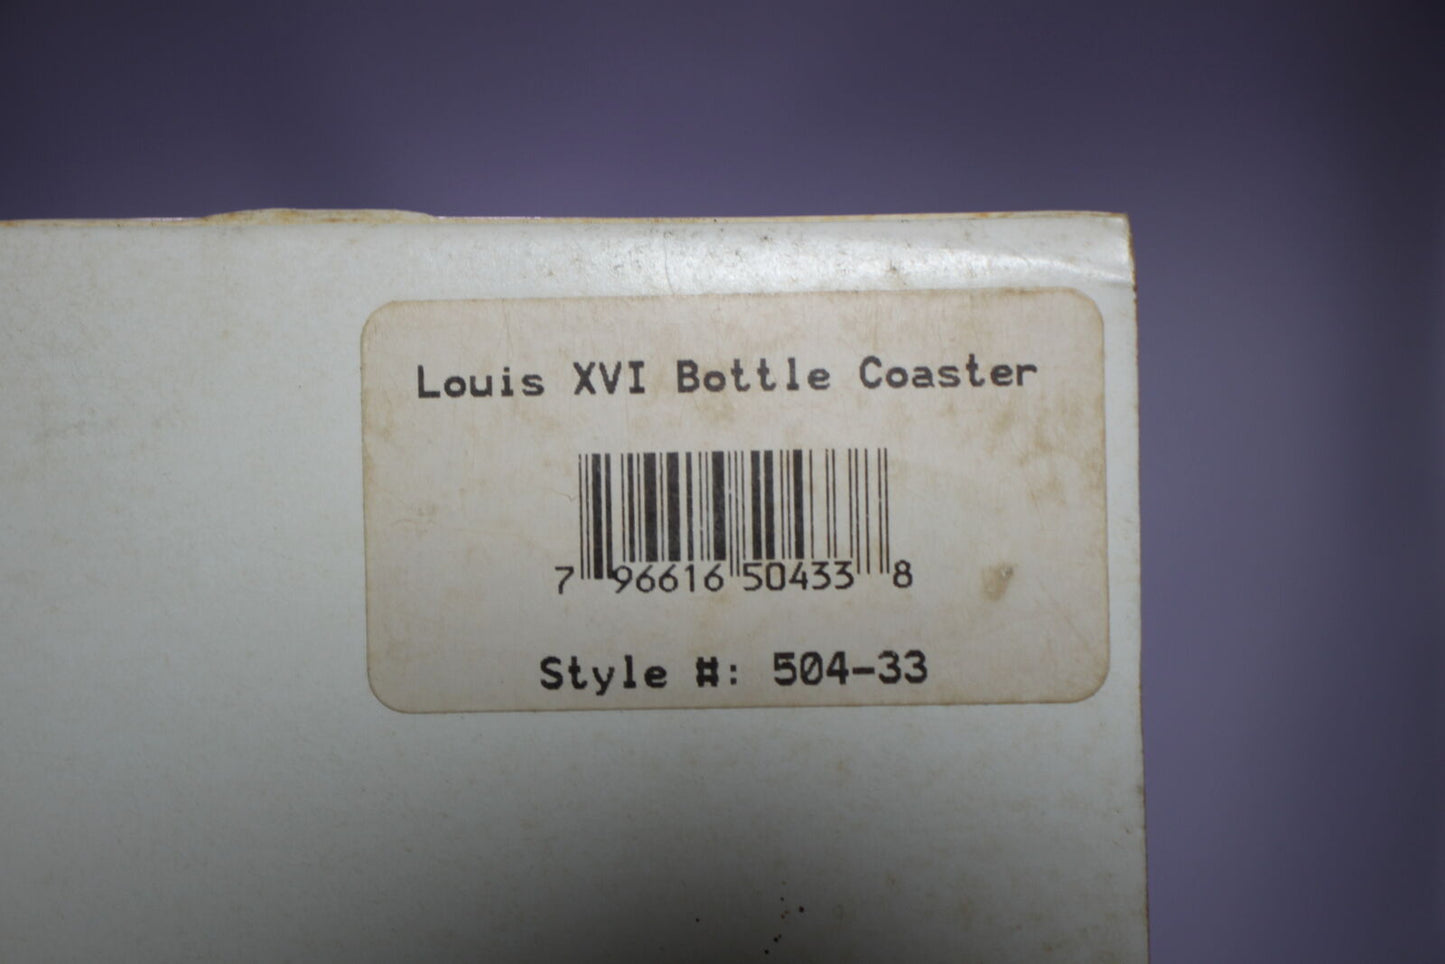 Louis XVI Bottle Coaster
7 96616 50433 8
Style #: 504-33